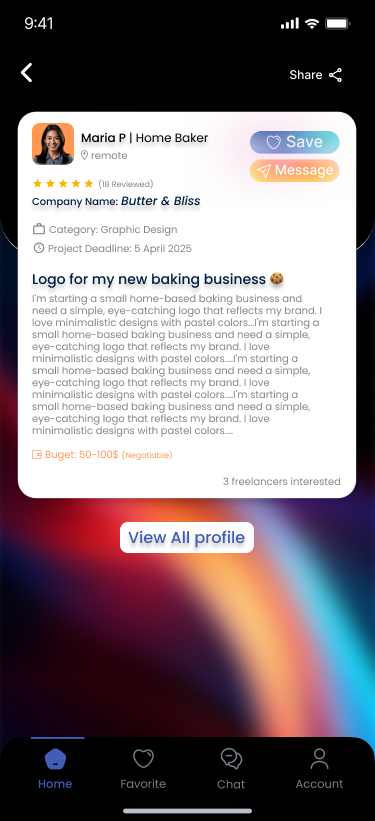 9:41
Share
Maria P | Home Baker
remote
Save
Message
(18 Reviewed)
Company Name: Butter & Bliss
Category: Graphic Design
Project Deadline: 5 April 2025
Logo for my new baking business
I'm starting a small home-based baking business and
need a simple, eye-catching logo that reflects my brand. I
love minimalistic designs with pastel colors...I'm starting a
small home-based baking business and need a simple,
eye-catching logo that reflects my brand. I love
minimalistic designs with pastel colors....I'm starting a
small home-based baking business and need a simple,
eye-catching logo that reflects my brand. I love
minimalistic designs with pastel colors....I'm starting a
small home-based baking business and need a simple,
eye-catching logo that reflects my brand. I love
minimalistic designs with pastel colors....
Buget: 50-100$ (Negotiable)
3 freelancers interested
View All profile
Home
Favorite
Chat
Account